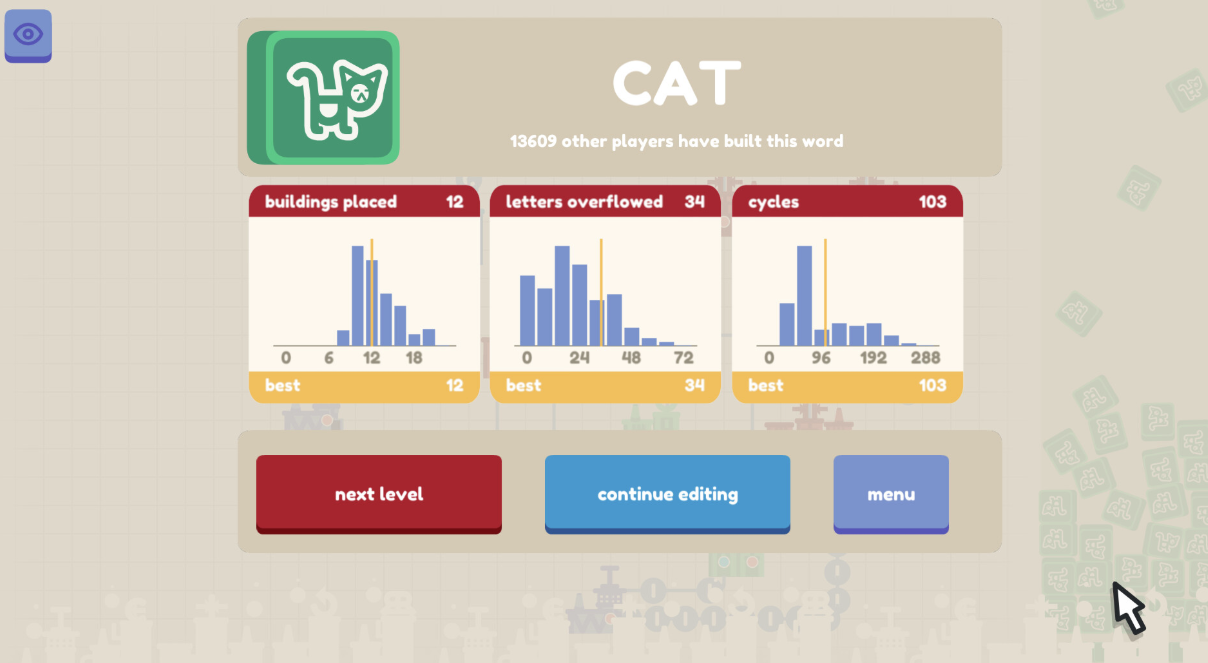 CAT
13609 other players have built this word
buildings placed 12
0 6 12 18
best 12
letters overflowed 34
0 24 48 72
best 34
cycles 103
0 96 192 288
best 103
next level
continue editing
menu